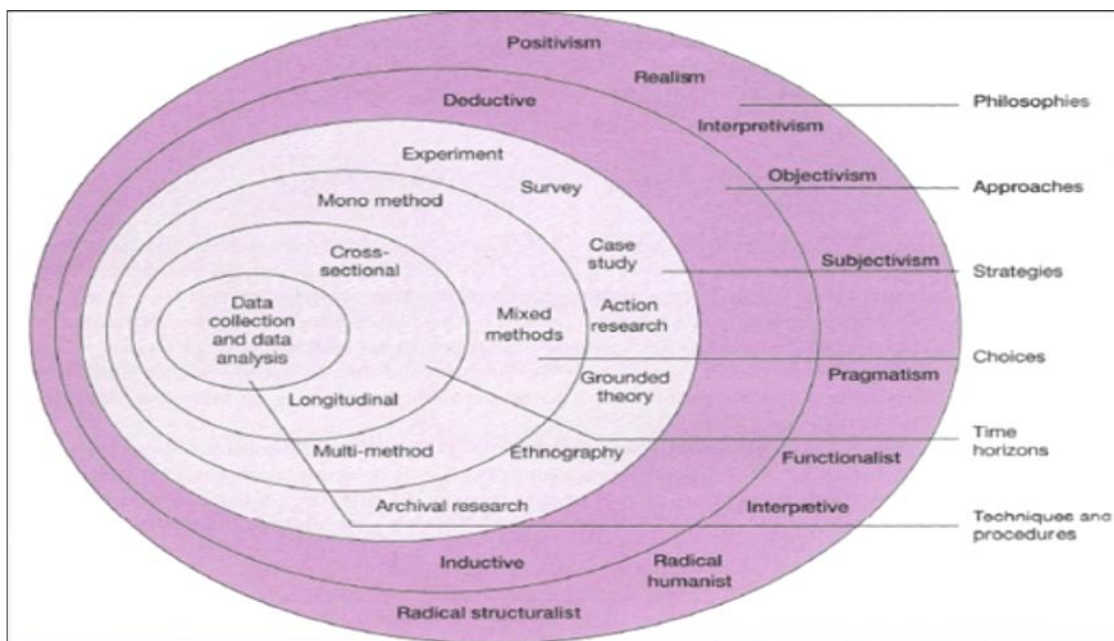 Positivism
Realism
Philosophies
Deductive
Interpretivism
Experiment
Objectivism
Approaches
Survey
Mono method
Case
study
Cross-
sectional
Subjectivism
Strategies
Data
collection
and data
analysis
Mixed
methods
Action
research
Choices
Grounded
theory
Pragmatism
Longitudinal
Time
horizons
Multi-method
Ethnography
Functionalist
Archival research
Interpretive
Techniques and
procedures
Inductive
Radical
humanist
Radical structuralist